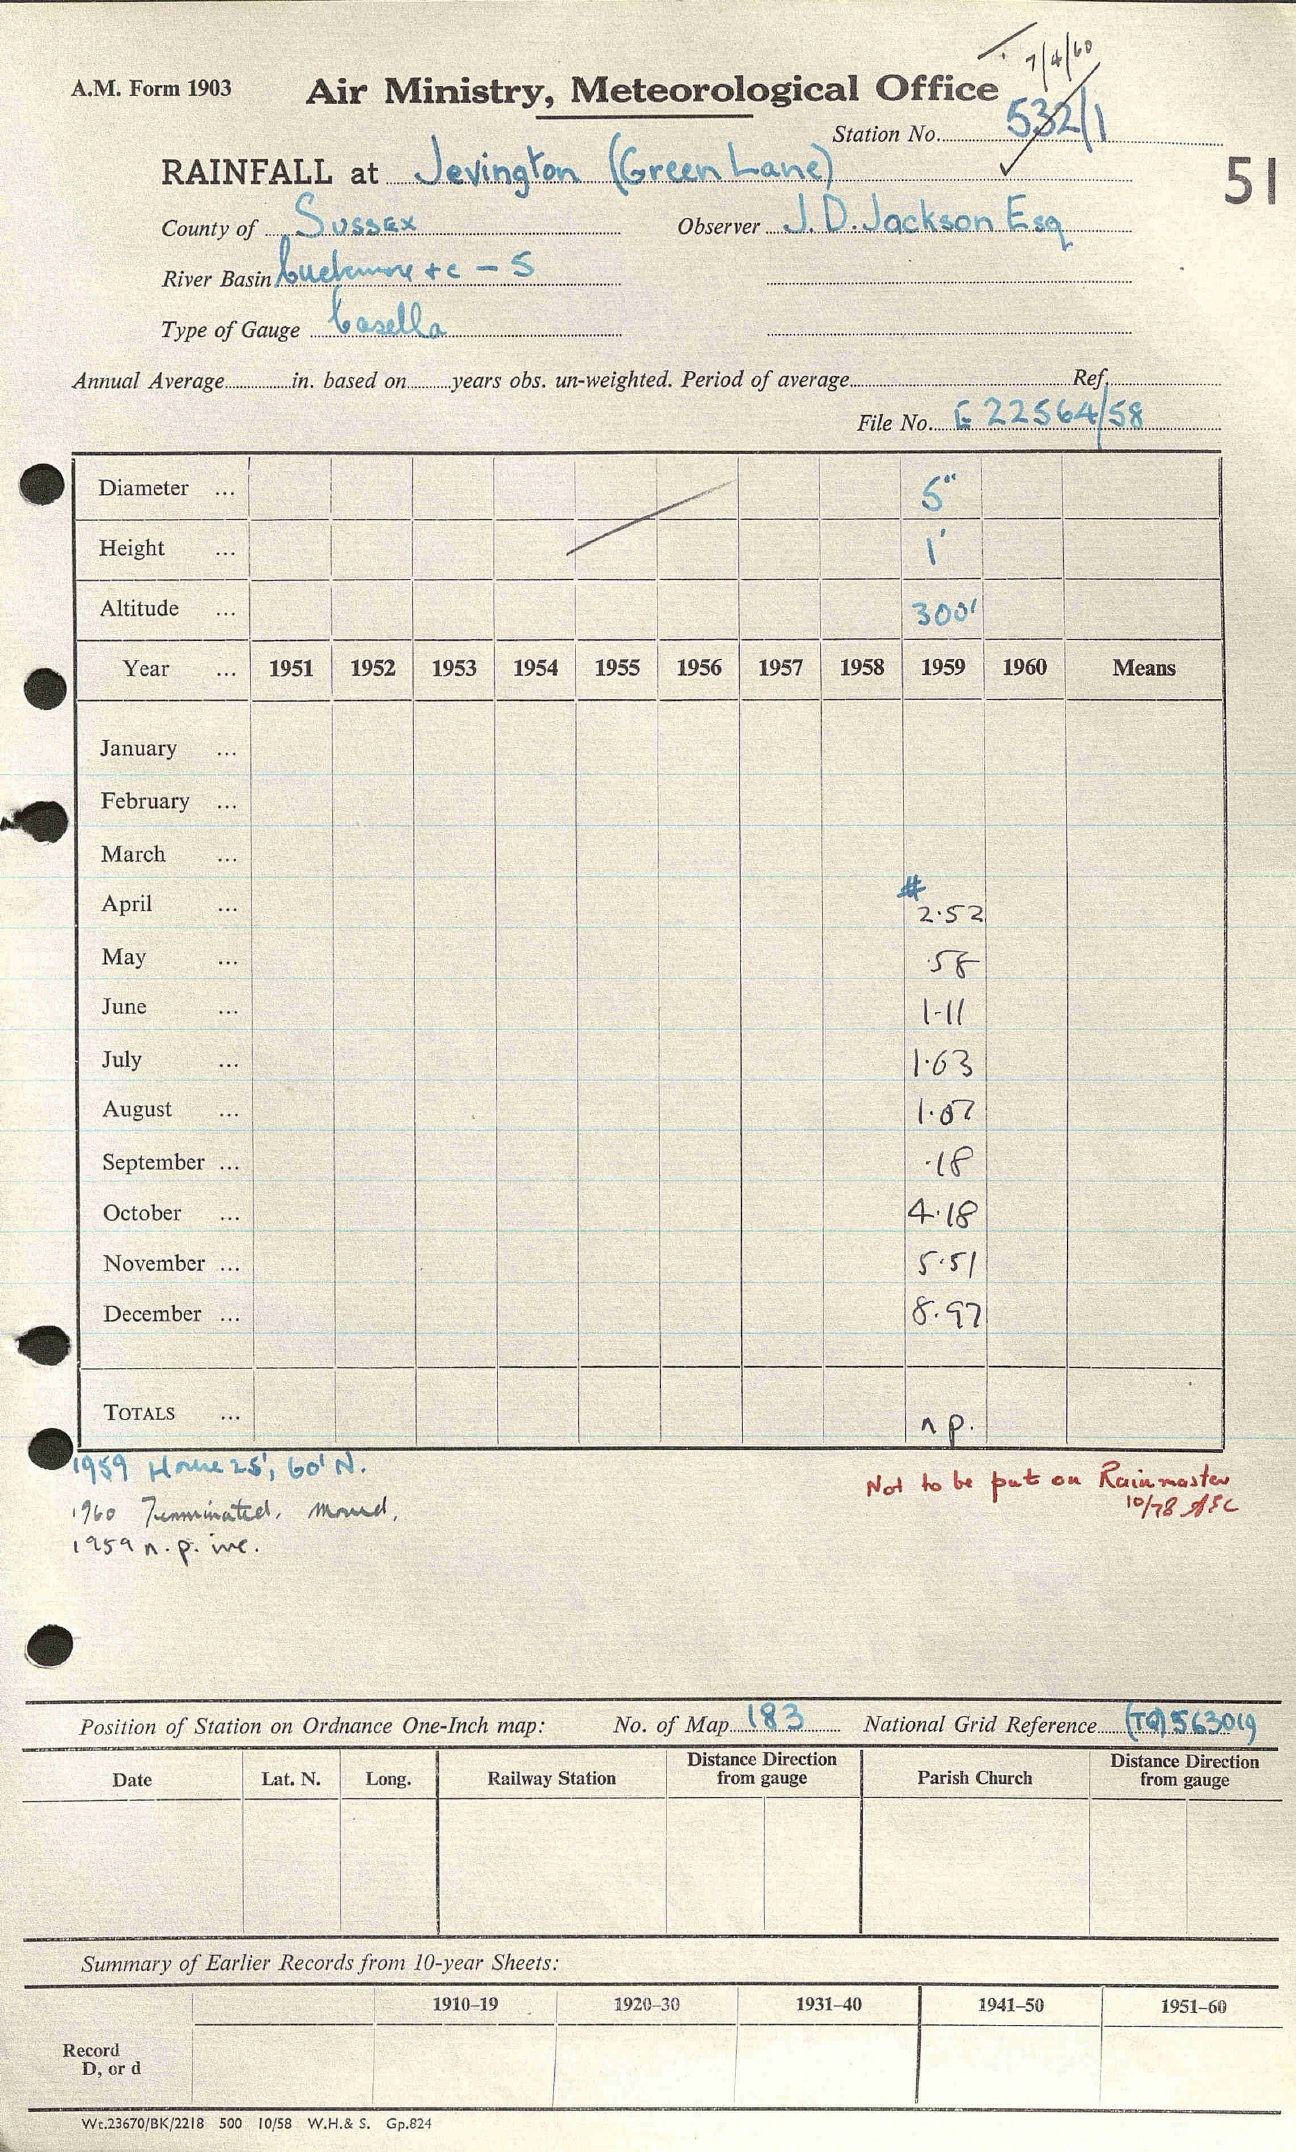 7/4/60
A.M. Form 1903 Air Ministry, Meteorological Office
Station No. 532/1
RAINFALL at Jevington (Green Lane)
51
County of Sussex Observer J. D. Jackson Esq
River Basin Cuckmere &c - S
Type of Gauge Casella
Annual Average in. based on years obs. un-weighted. Period of average Ref.
File No. E 22564/58
Diameter ... 5"
Height ... 1'
Altitude ... 300'
Year ... 1951 1952 1953 1954 1955 1956 1957 1958 1959 1960 Means
January ...
February ...
March ...
#
April ... 2.52
May ... .58
June ... 1.11
July ... 1.63
August ... 1.07
September ... .18
October ... 4.18
November ... 5.51
December ... 8.97
TOTALS ... n p.
1959 House 25', 60' N.
Not to be put on Rainmaster
10/78
1960 Terminated, moved.
1959 n. p. inc.
Position of Station on Ordnance One-Inch map: No. of Map 183 National Grid Reference (TQ) 563019
Date Lat. N. Long. Railway Station Distance Direction from gauge Parish Church Distance Direction from gauge
Summary of Earlier Records from 10-year Sheets:
1910–19 1920–30 1931–40 1941–50 1951–60
Record
D, or d
Wt.23670/BK/2218 500 10/58 W.H.& S. Gp.824